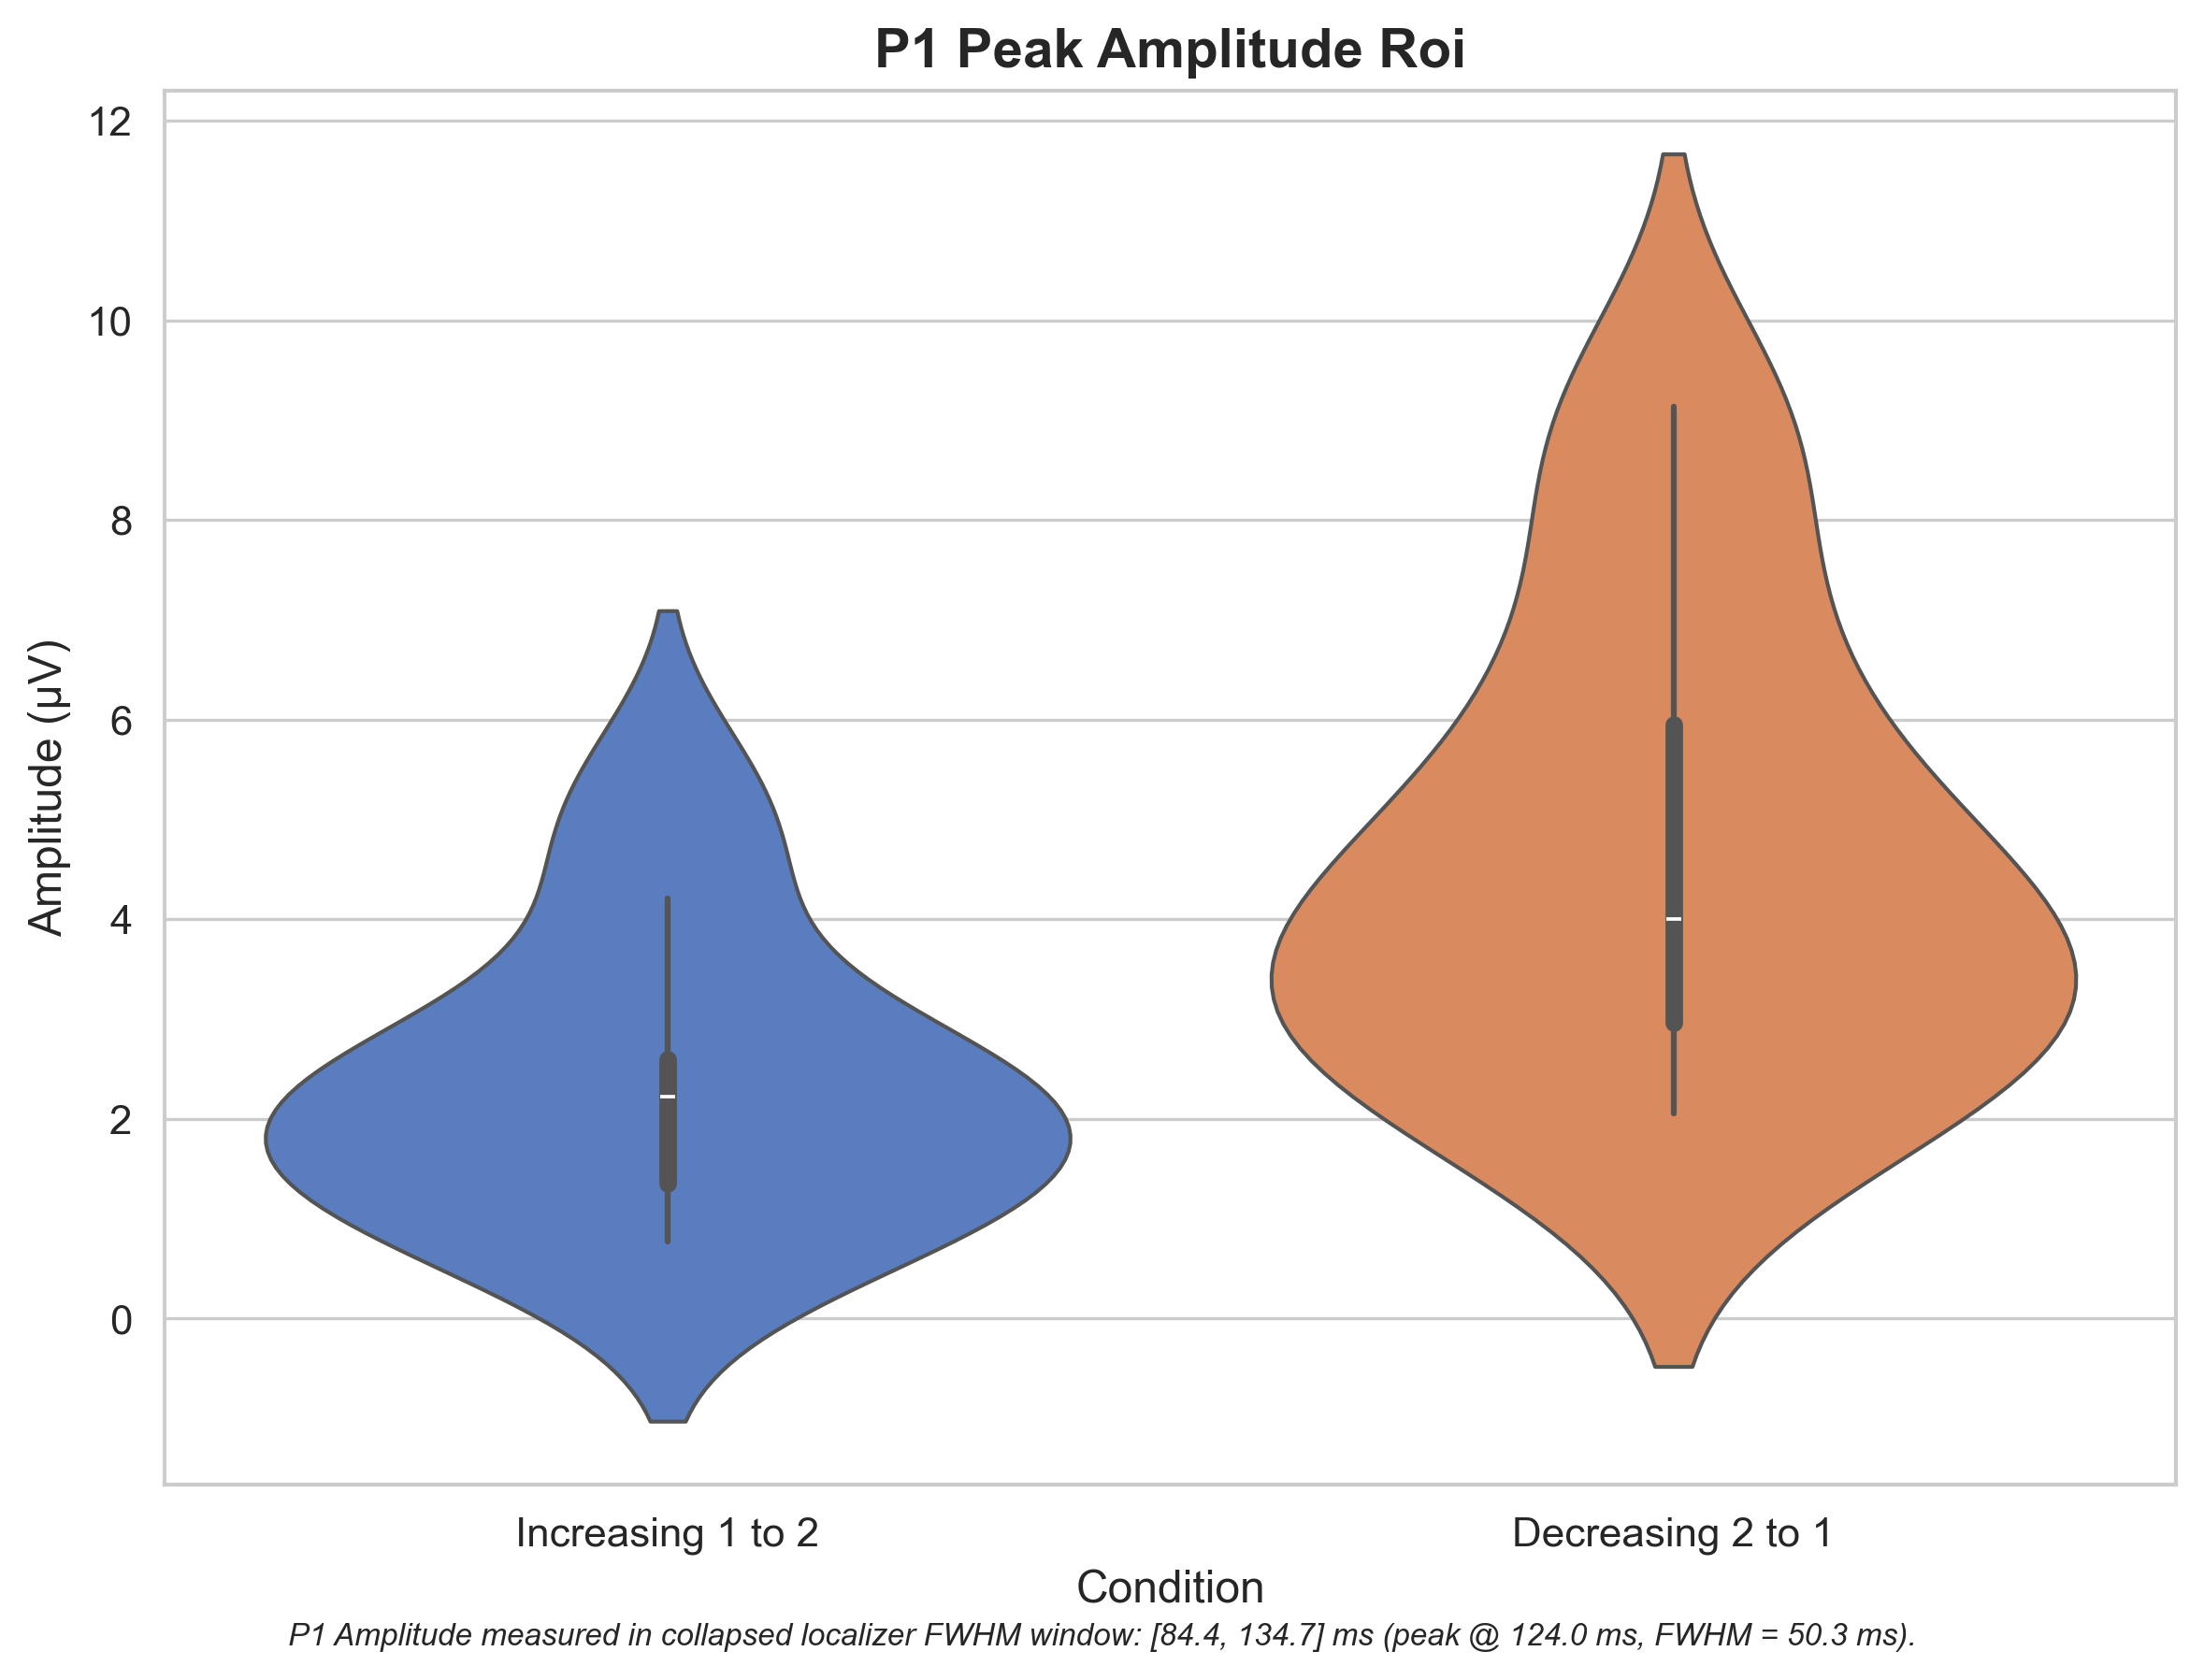 P1 Peak Amplitude Roi
12
10
8
6
4
2
0
Amplitude (µV)
Increasing 1 to 2
Decreasing 2 to 1
Condition
P1 Amplitude measured in collapsed localizer FWHM window: [84.4, 134.7] ms (peak @ 124.0 ms, FWHM = 50.3 ms).